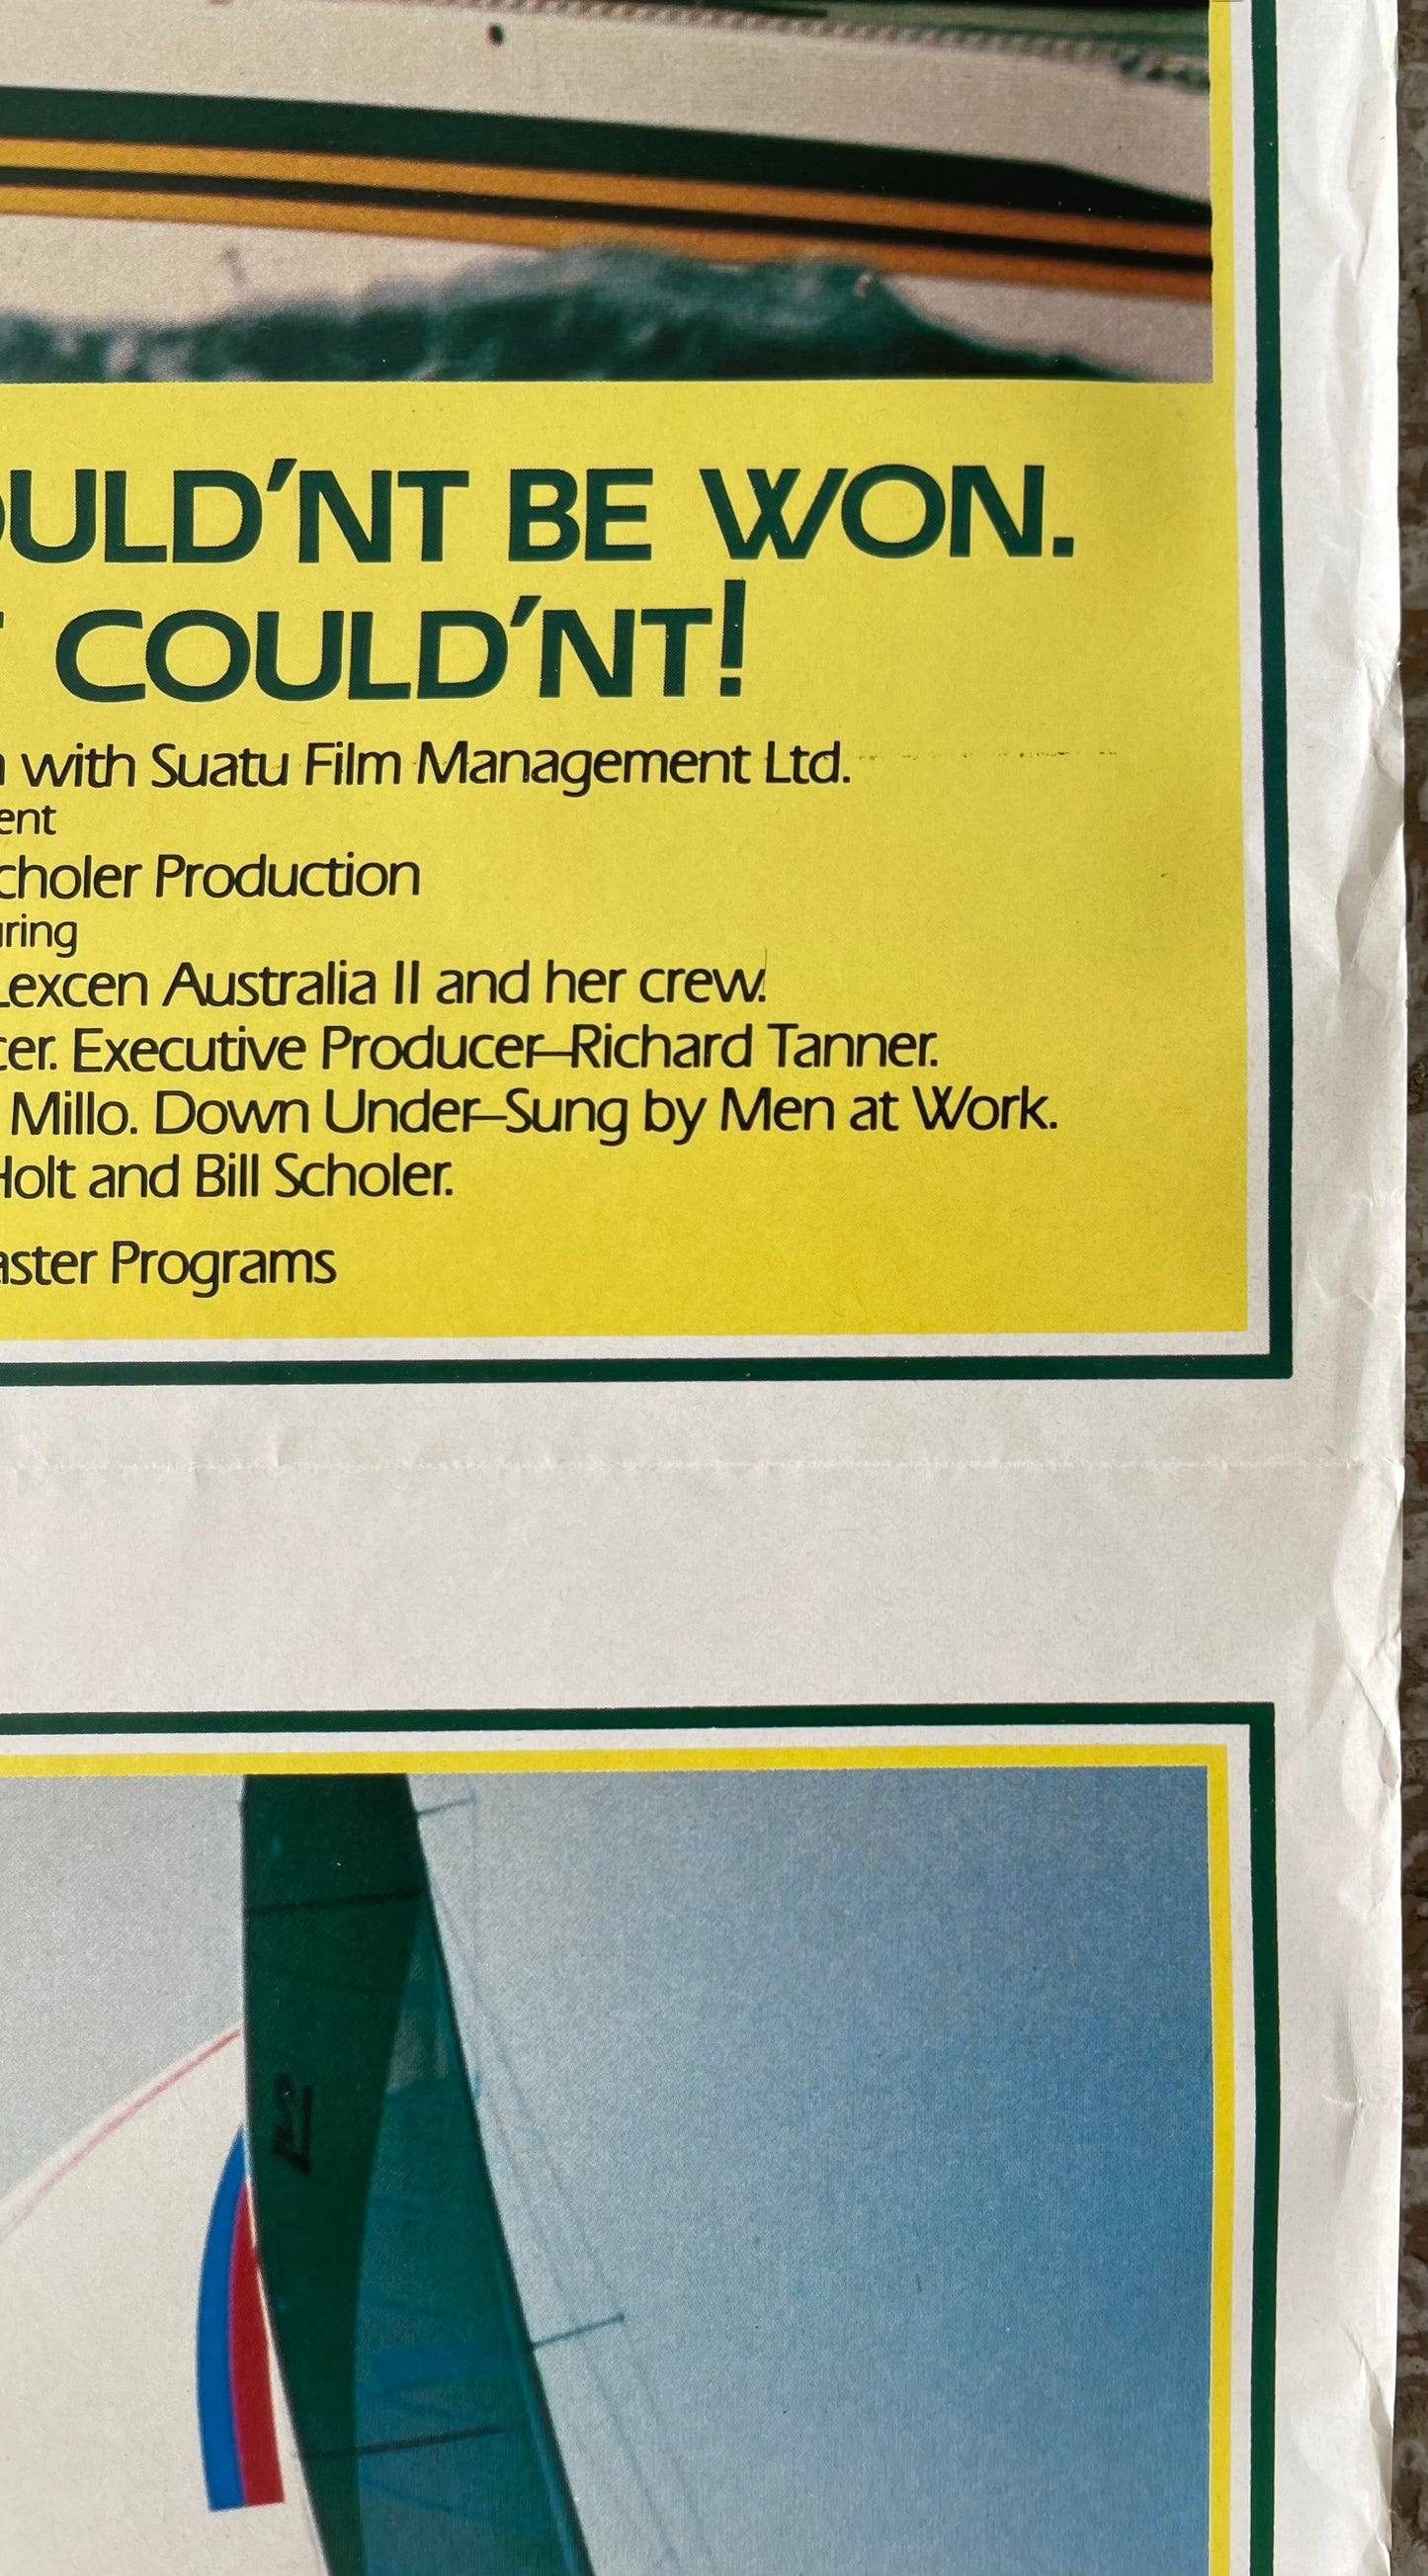 OULD'NT BE WON.
COULD'NT!
with Suatu Film Management Ltd.
ent
choler Production
uring
Lexcen Australia II and her crew.
cer. Executive Producer—Richard Tanner.
Millo. Down Under—Sung by Men at Work.
Holt and Bill Scholer.
aster Programs